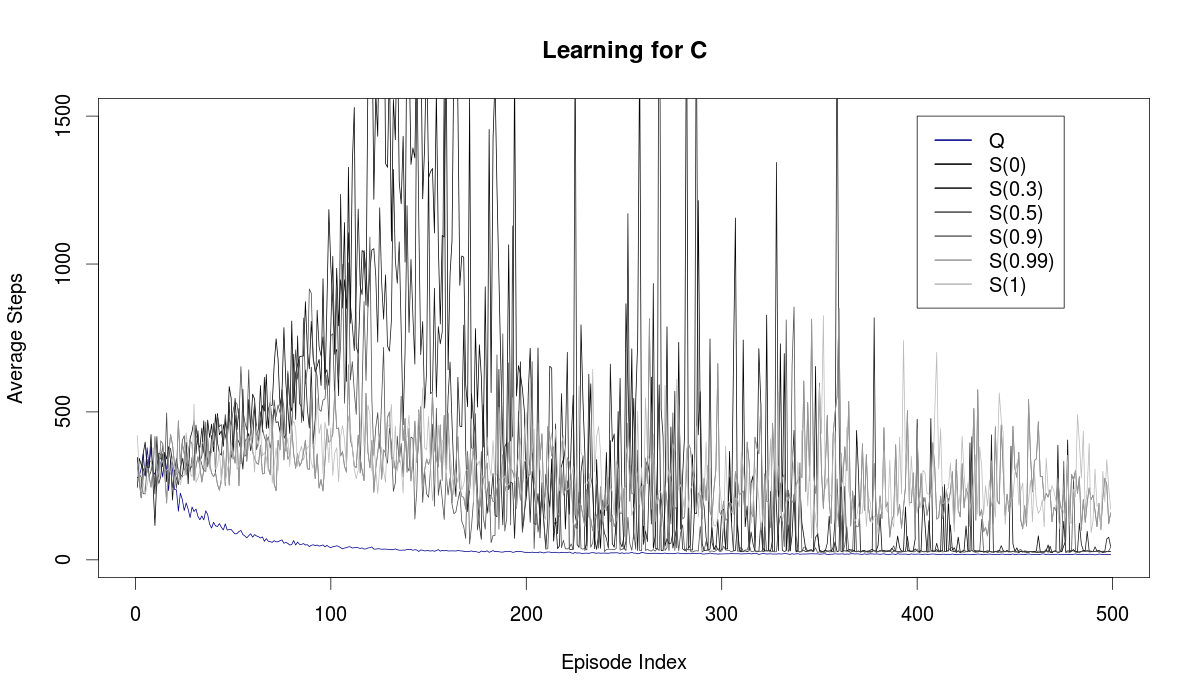 Learning for C
Average Steps
1500
1000
500
0
Q
S(0)
S(0.3)
S(0.5)
S(0.9)
S(0.99)
S(1)
0 100 200 300 400 500
Episode Index